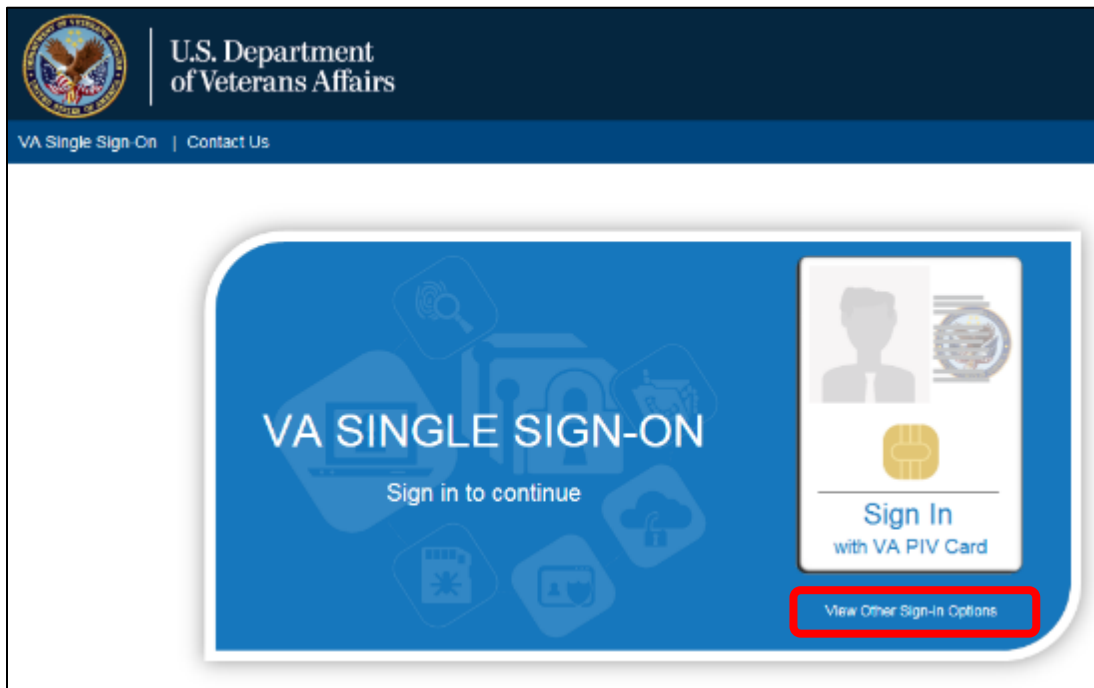 U.S. Department
of Veterans Affairs
VA Single Sign-On | Contact Us
VA SINGLE SIGN-ON
Sign in to continue
Sign In
with VA PIV Card
View Other Sign-In Options